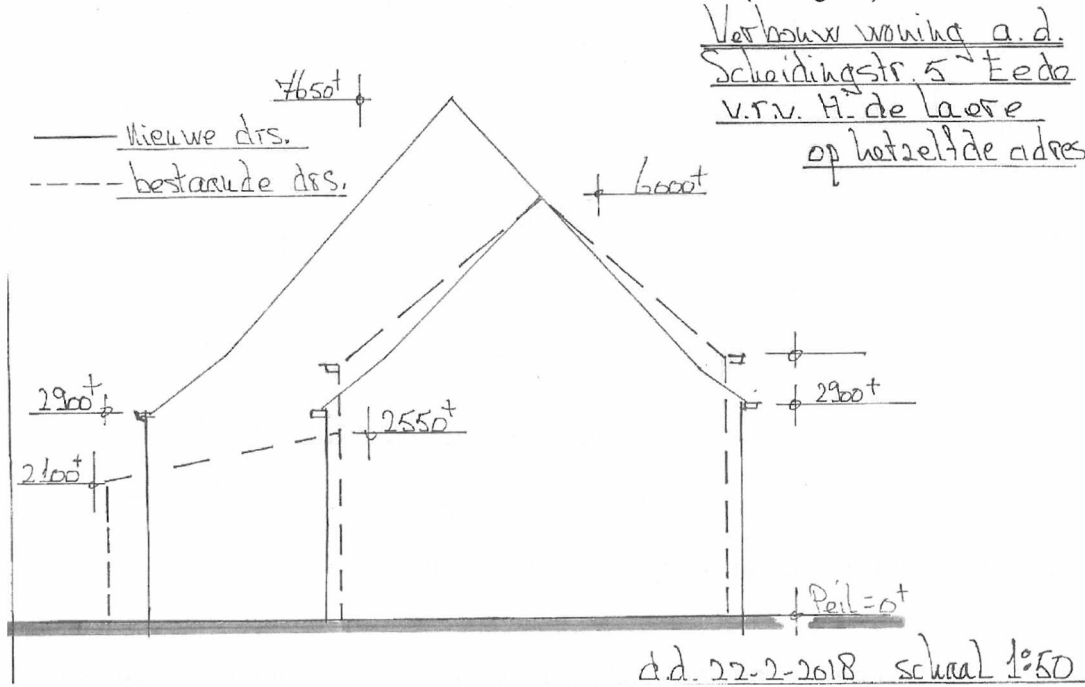 Verbouw woning a.d.
Scheidingstr. 5 Eede
v.r.v. H. de Laere
op hetzelfde adres
7650+
nieuwe drs.
bestaande drs.
6000+
2900+
2900+
2550+
2100+
Peil=0+
d.d. 22-2-2018 schaal 1:50